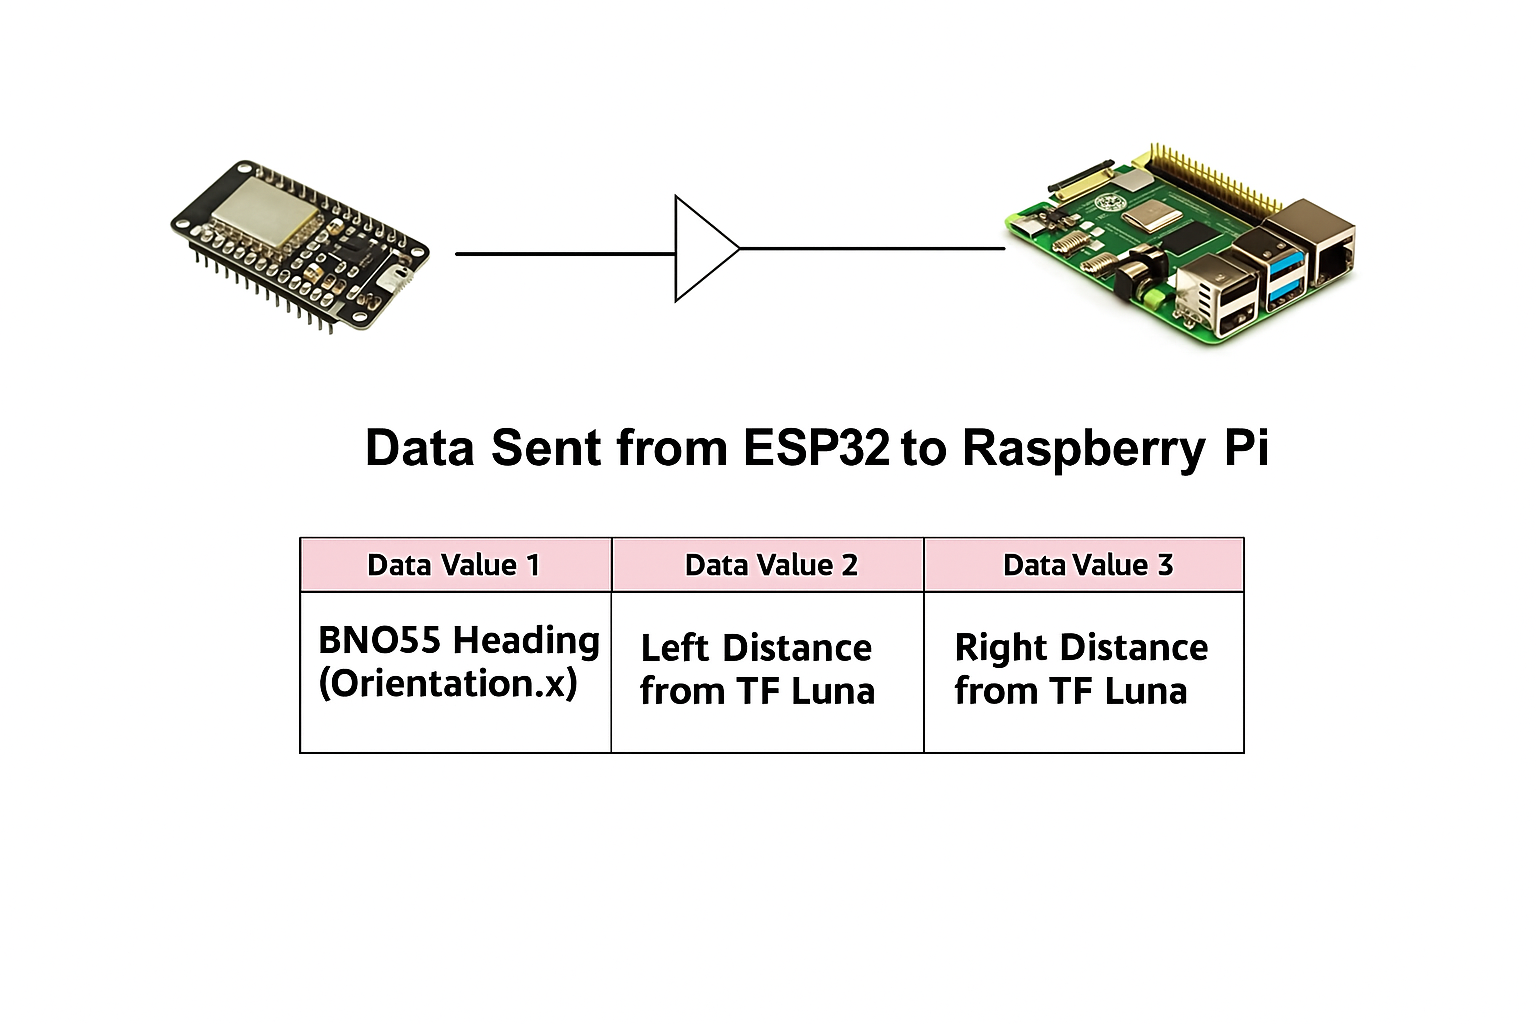 Data Sent from ESP32 to Raspberry Pi
Data Value 1
Data Value 2
Data Value 3
BNO55 Heading
(Orientation.x)
Left Distance
from TF Luna
Right Distance
from TF Luna